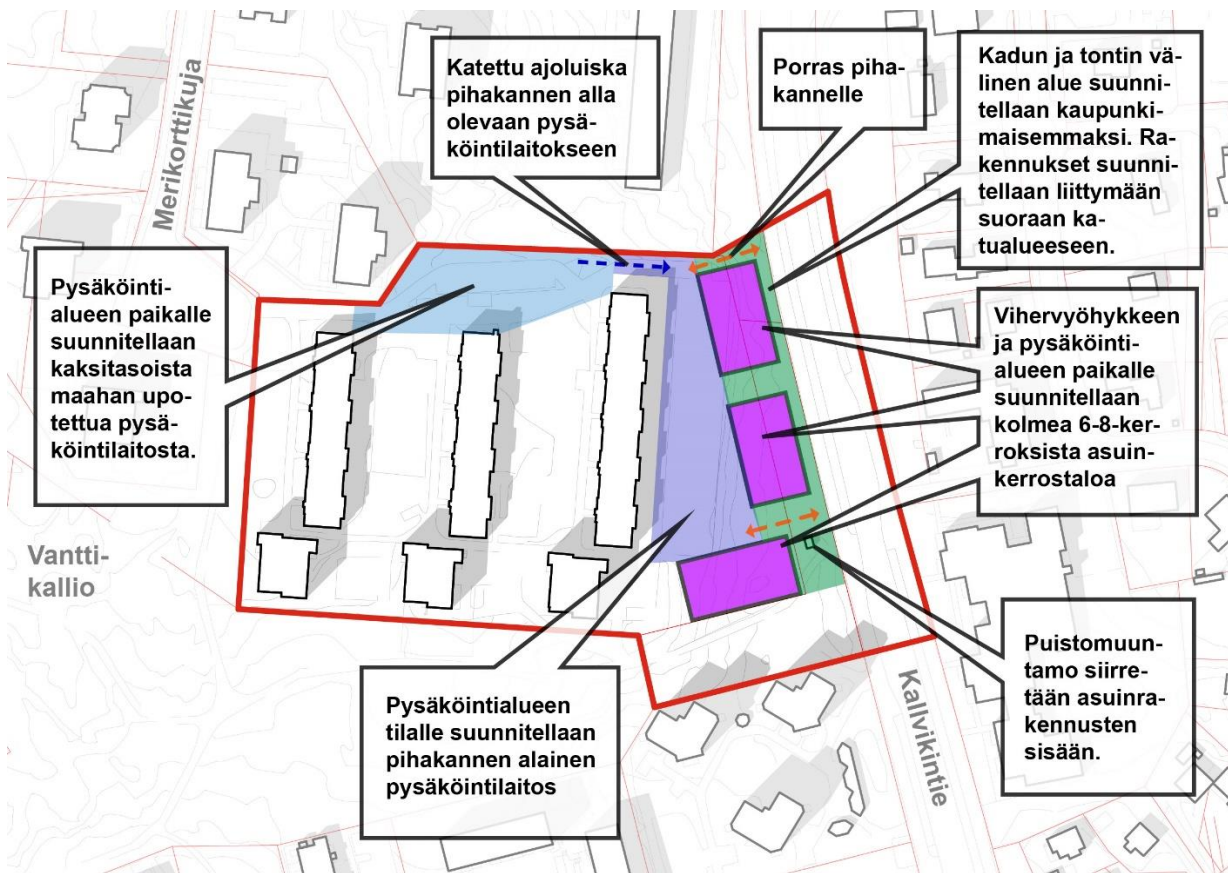 Merikorttikuja
Katettu ajoluiska
pihakannen alla
olevaan pysä-
köintilaitokseen
Porras piha-
kannelle
Kadun ja tontin vä-
linen alue suunni-
tellaan kaupunki-
maisemmaksi. Ra-
kennukset suunni-
tellaan liittymään
suoraan ka-
tualueeseen.
Pysäköinti-
alueen paikalle
suunnitellaan
kaksitasoista
maahan upo-
tettua pysä-
köintilaitosta.
Vihervyöhykkeen
ja pysäköinti-
alueen paikalle
suunnitellaan
kolmea 6-8-ker-
roksista asuin-
kerrostaloa
Vantti-
kallio
Pysäköintialueen
tilalle suunnitellaan
pihakannen alainen
pysäköintilaitos
Kallvikintie
Puistomuun-
tamo siirre-
tään asuinra-
kennusten
sisään.